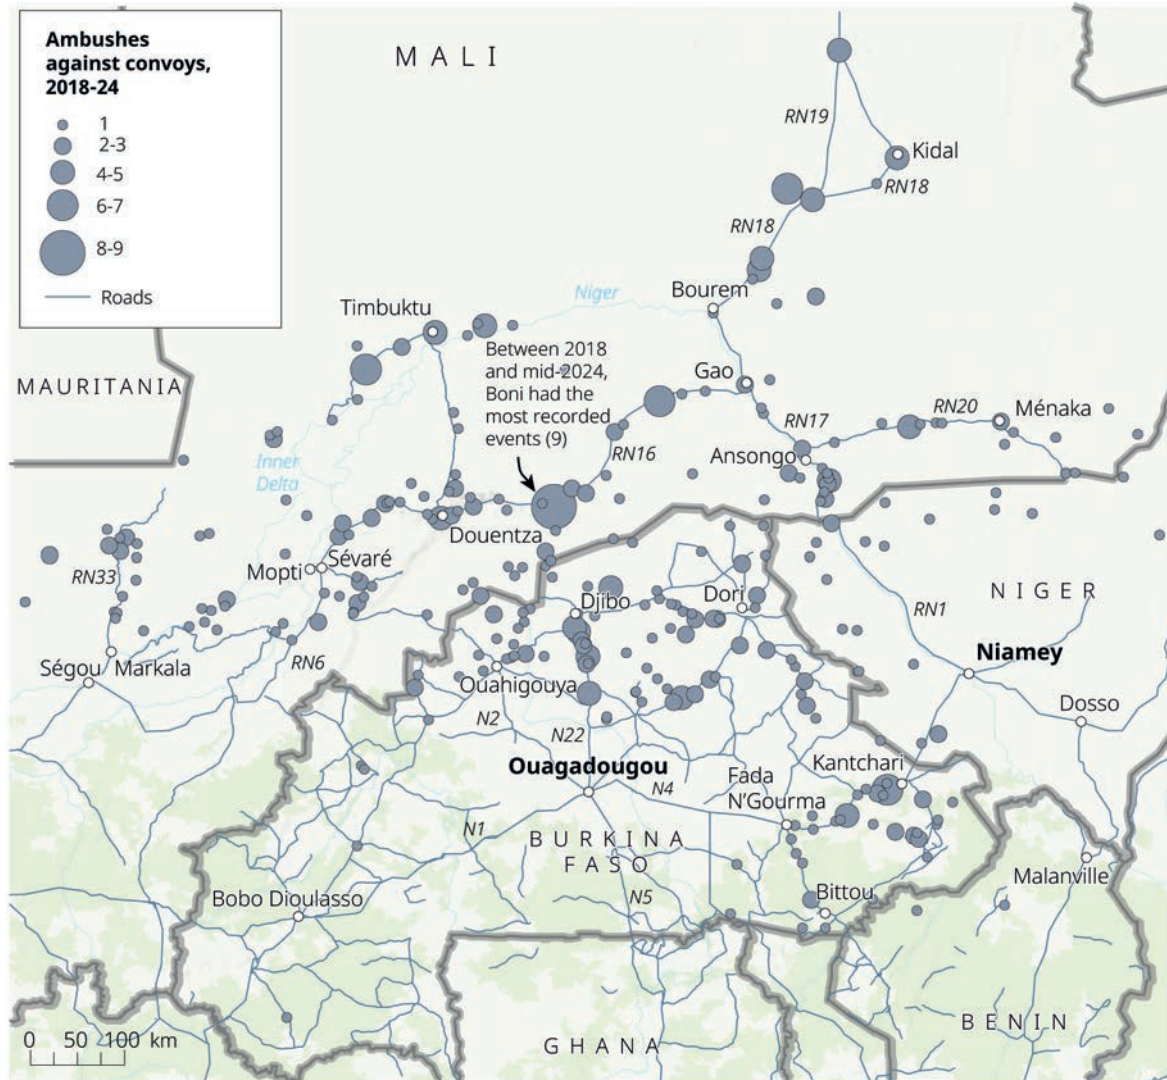 Ambushes
against convoys,
2018-24
1
2-3
4-5
6-7
8-9
Roads
MALI
RN19
Kidal
RN18
RN18
Bourem
Niger
Timbuktu
Between 2018
and mid-2024,
Boni had the
most recorded
events (9)
MAURITANIA
Gao
RN17
RN20
Ménaka
RN16
Ansongo
Inner
Delta
Douentza
Sévaré
Mopti
RN33
Djibo
Dori
RN1
NIGER
Niamey
Ségou
Markala
RN6
Ouahigouya
N2
N22
Dosso
Ouagadougou
Kantchari
Fada
N'Gourma
N4
N1
BURKINA
FASO
Malanville
Bobo Dioulasso
N5
Bittou
BENIN
GHANA
0 50 100 km